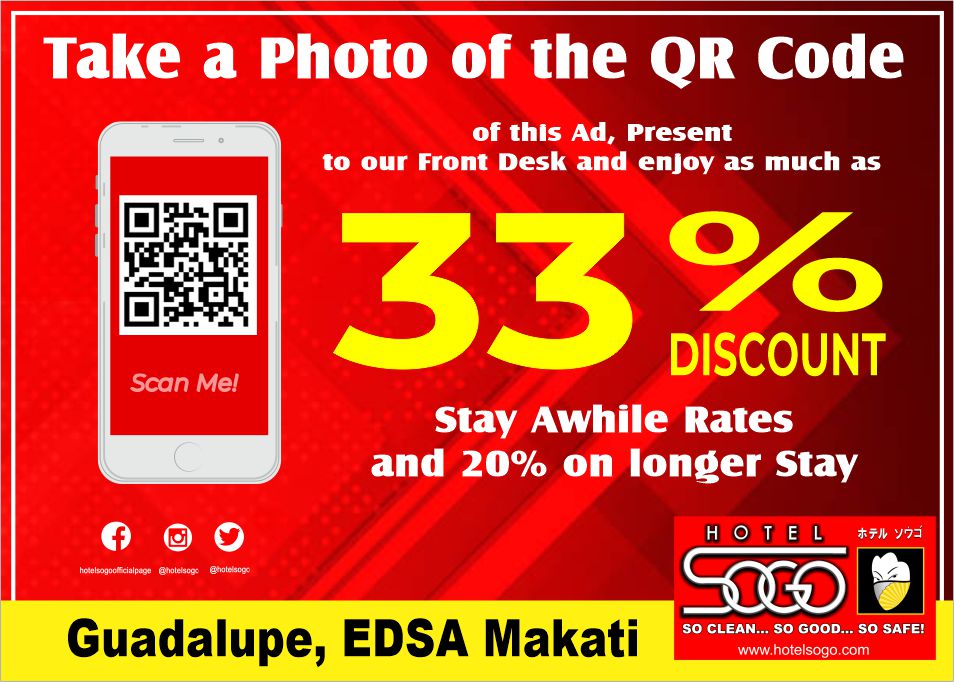 Take a Photo of the QR Code
of this Ad, Present
to our Front Desk and enjoy as much as
33%
DISCOUNT
Scan Me!
Stay Awhile Rates
and 20% on longer Stay
hotelsogoofficialpage @hotelsogo @hotelsogo
HOTEL ホテル ソウゴ
SOGO
SO CLEAN... SO GOOD... SO SAFE!
www.hotelsogo.com
Guadalupe, EDSA Makati